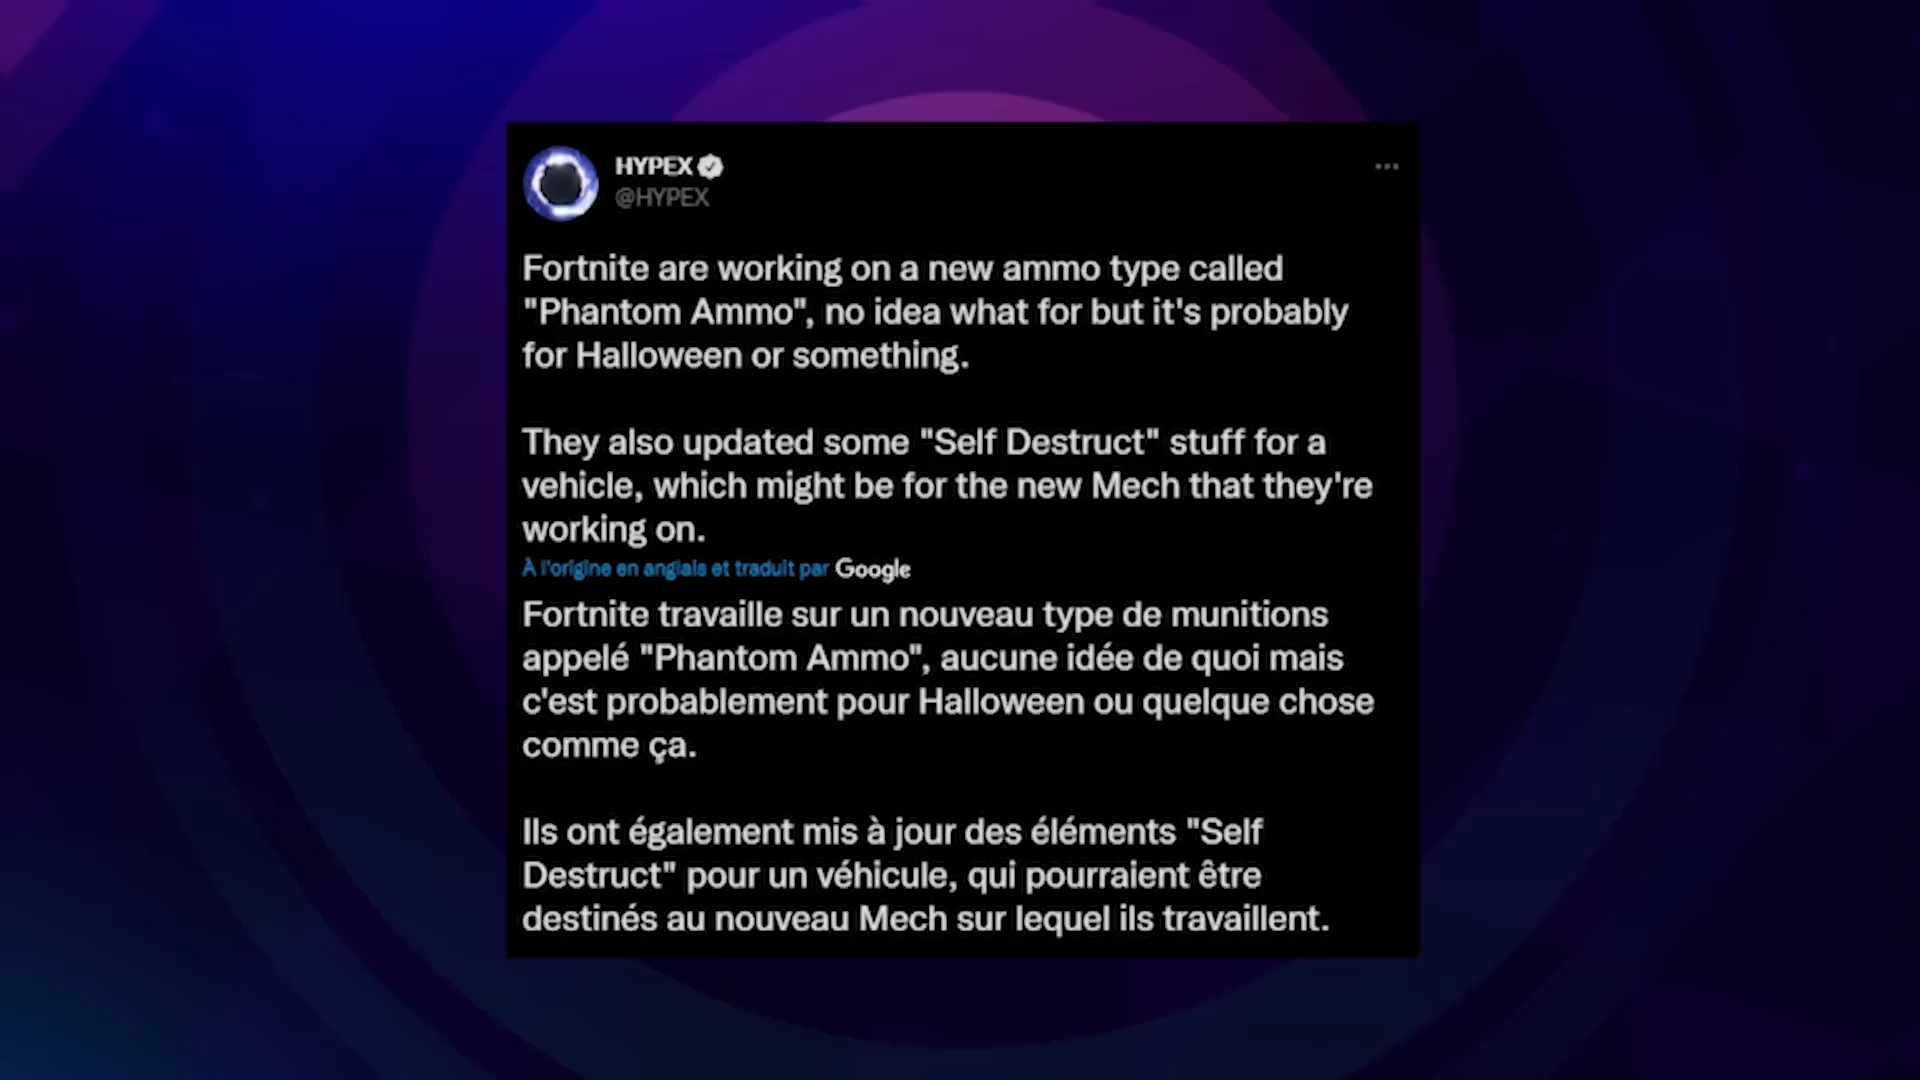 HYPEX
@HYPEX
Fortnite are working on a new ammo type called
"Phantom Ammo", no idea what for but it's probably
for Halloween or something.
They also updated some "Self Destruct" stuff for a
vehicle, which might be for the new Mech that they're
working on.
À l'origine en anglais et traduit par Google
Fortnite travaille sur un nouveau type de munitions
appelé "Phantom Ammo", aucune idée de quoi mais
c'est probablement pour Halloween ou quelque chose
comme ça.
Ils ont également mis à jour des éléments "Self
Destruct" pour un véhicule, qui pourraient être
destinés au nouveau Mech sur lequel ils travaillent.